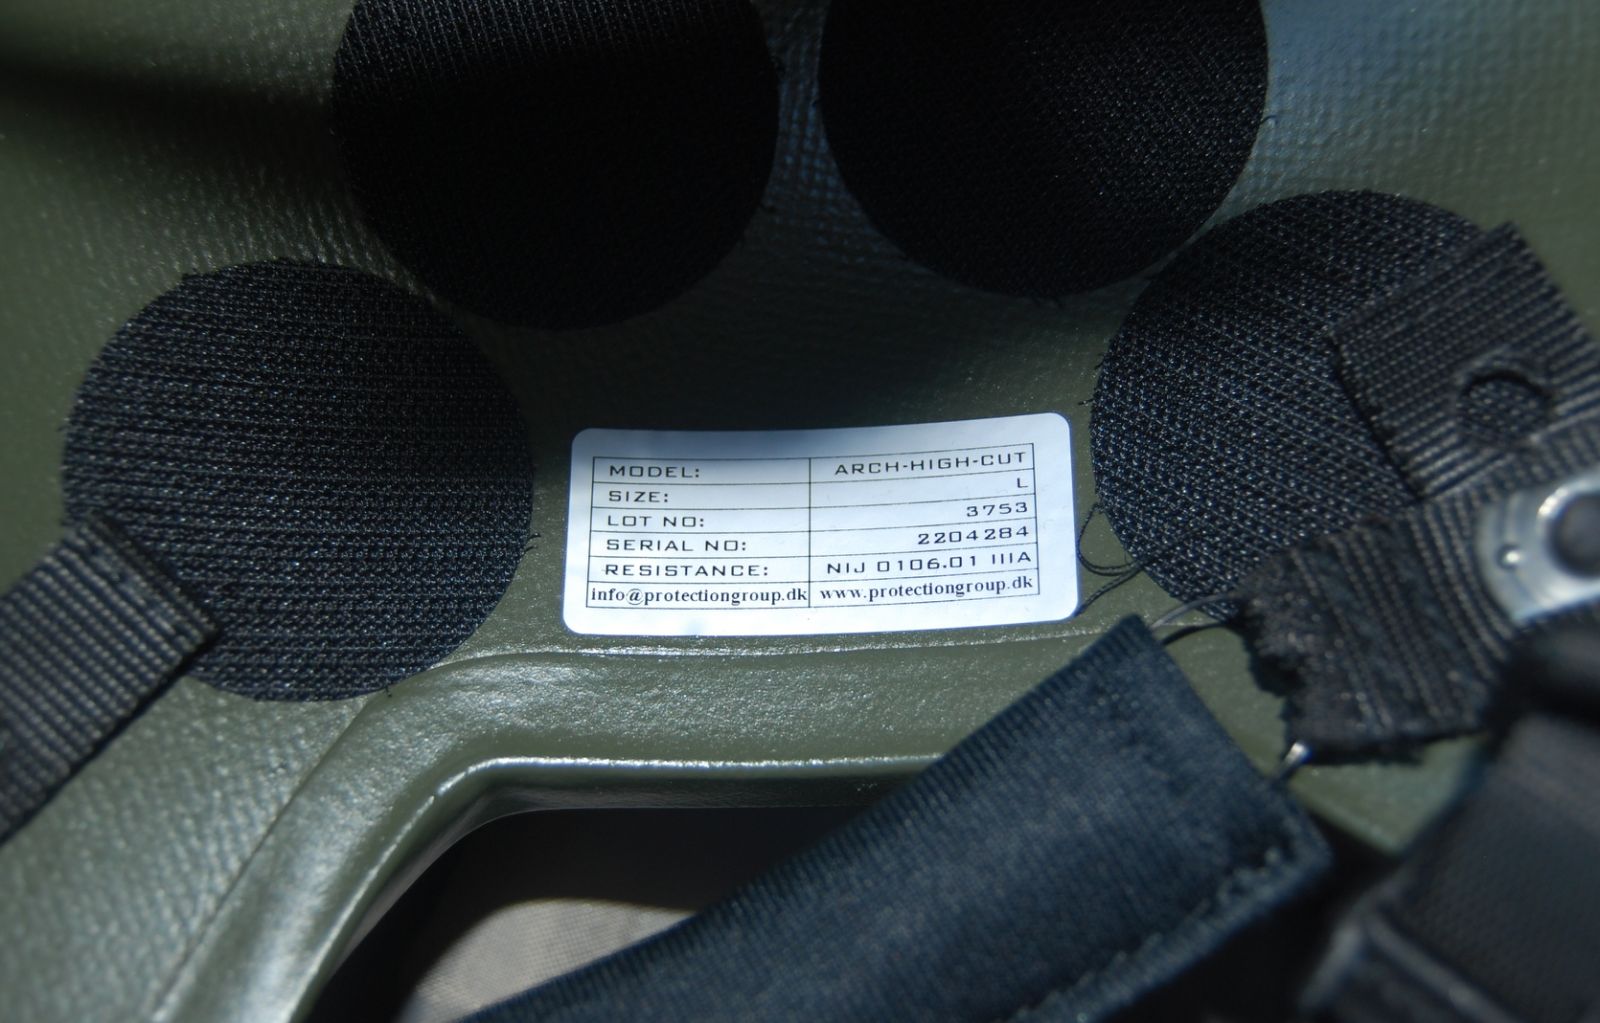 MODEL: ARCH-HIGH-CUT
SIZE: L
LOT NO: 3753
SERIAL NO: 2204284
RESISTANCE: NIJ 0106.01 IIIA
info@protectiongroup.dk www.protectiongroup.dk